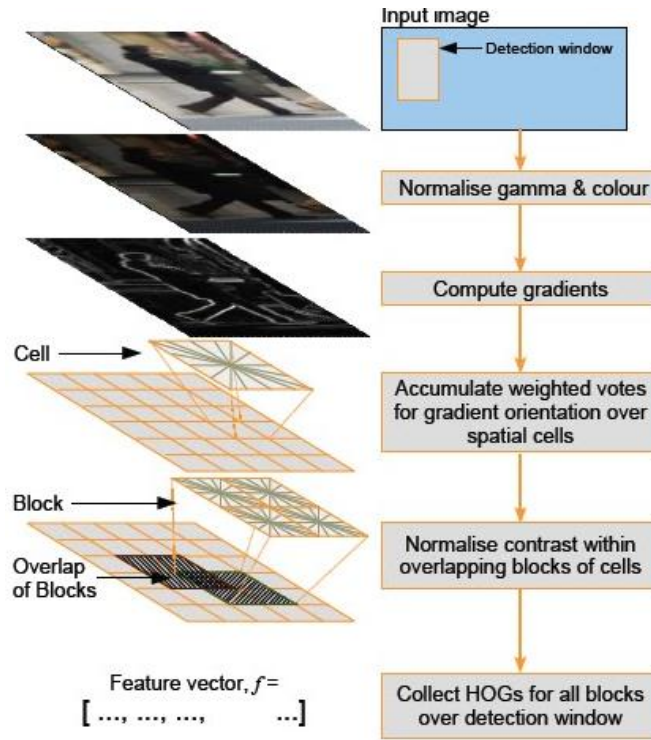 Input image
Detection window
Normalise gamma & colour
Compute gradients
Cell
Accumulate weighted votes
for gradient orientation over
spatial cells
Block
Normalise contrast within
overlapping blocks of cells
Overlap
of Blocks
Feature vector, f =
[ ..., ..., ..., ...]
Collect HOGs for all blocks
over detection window